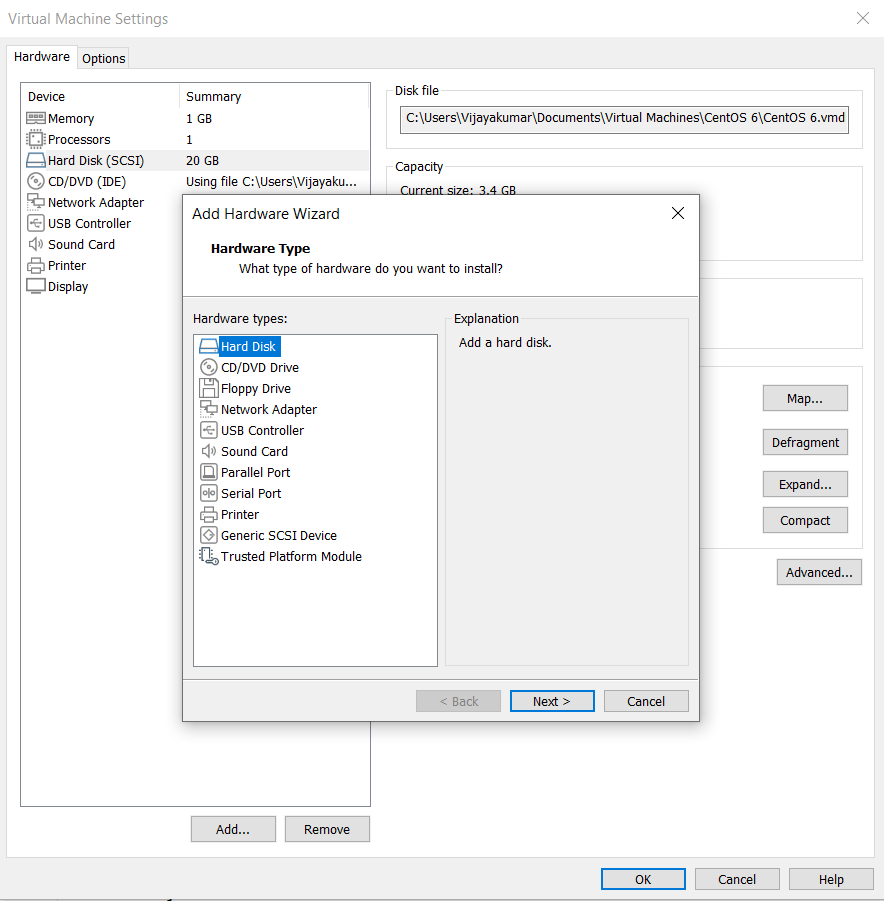 Virtual Machine Settings
Hardware
Options
Device Summary
Memory 1 GB
Processors 1
Hard Disk (SCSI) 20 GB
CD/DVD (IDE) Using file C:\Users\Vijayaku...
Network Adapter
USB Controller
Sound Card
Printer
Display
Disk file
C:\Users\Vijayakumar\Documents\Virtual Machines\CentOS 6\CentOS 6.vmd
Capacity
Current size: 3.4 GB
Add Hardware Wizard
Hardware Type
What type of hardware do you want to install?
Hardware types:
Hard Disk
CD/DVD Drive
Floppy Drive
Network Adapter
USB Controller
Sound Card
Parallel Port
Serial Port
Printer
Generic SCSI Device
Trusted Platform Module
Explanation
Add a hard disk.
< Back Next > Cancel
Map...
Defragment
Expand...
Compact
Advanced...
Add... Remove
OK Cancel Help